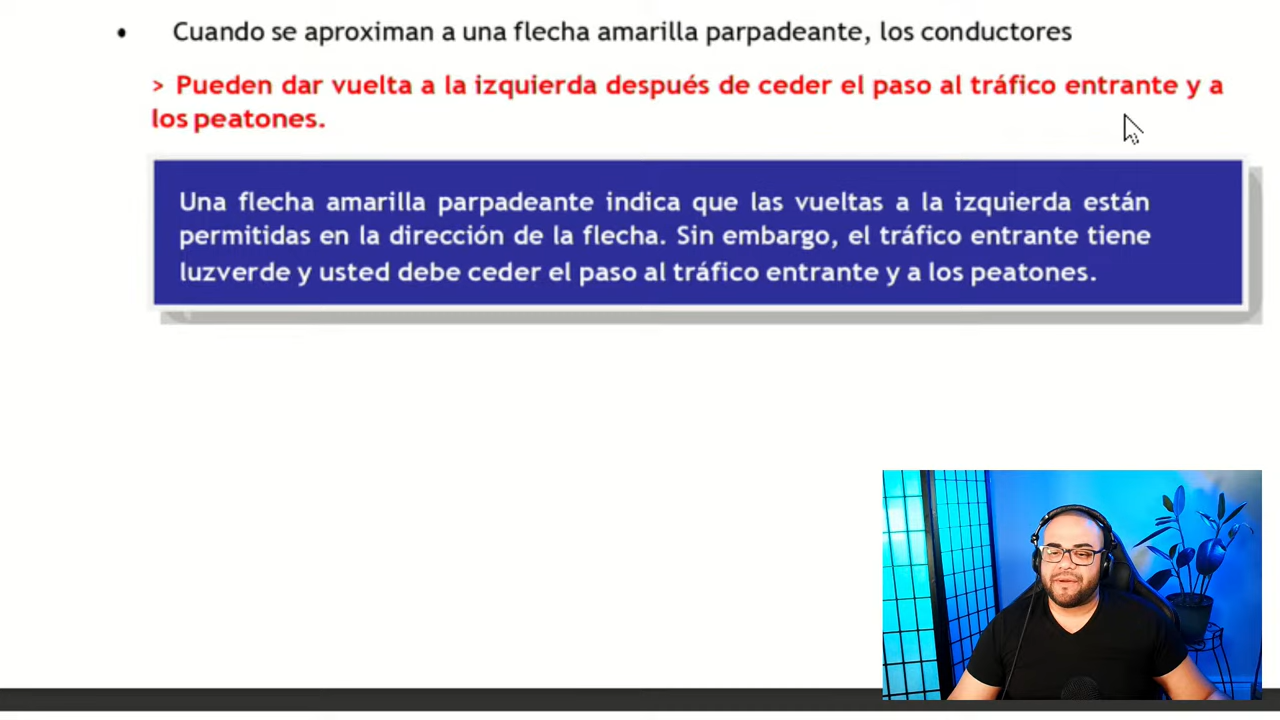 • Cuando se aproximan a una flecha amarilla parpadeante, los conductores
> Pueden dar vuelta a la izquierda después de ceder el paso al tráfico entrante y a
los peatones.
Una flecha amarilla parpadeante indica que las vueltas a la izquierda están
permitidas en la dirección de la flecha. Sin embargo, el tráfico entrante tiene
luzverde y usted debe ceder el paso al tráfico entrante y a los peatones.